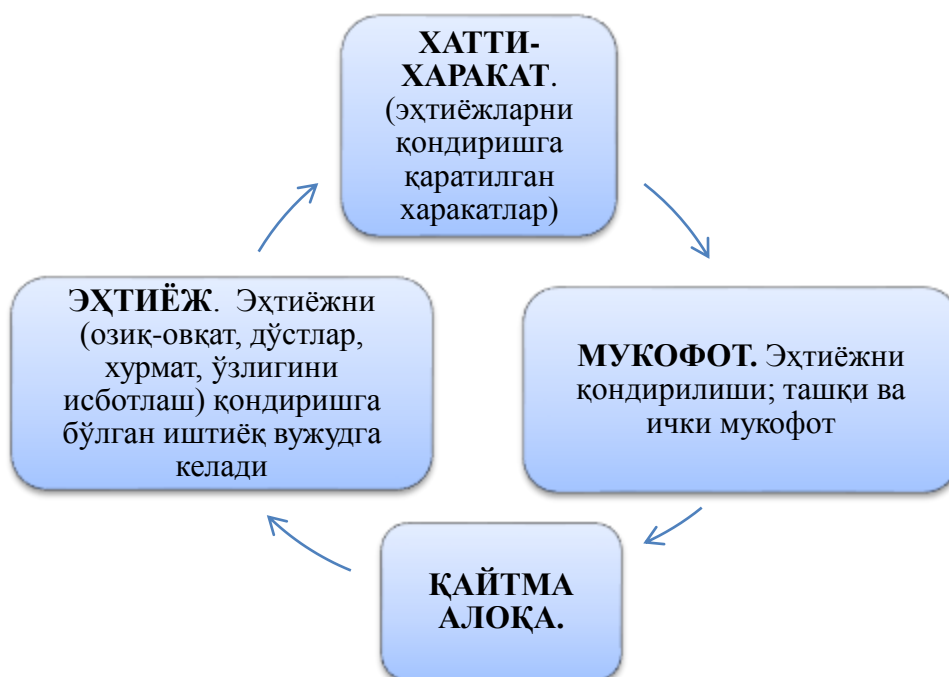 ХАТТИ-
ХАРАКАТ.
(эҳтиёжларни
қондиришга
қаратилган
харакатлар)
ЭҲТИЁЖ. Эҳтиёжни
(озиқ-овқат, дўстлар,
хурмат, ўзлигини
исботлаш) қондиришга
бўлган иштиёқ вужудга
келади
МУКОФОТ. Эҳтиёжни
қондирилиши; ташқи ва
ички мукофот
ҚАЙТМА
АЛОҚА.